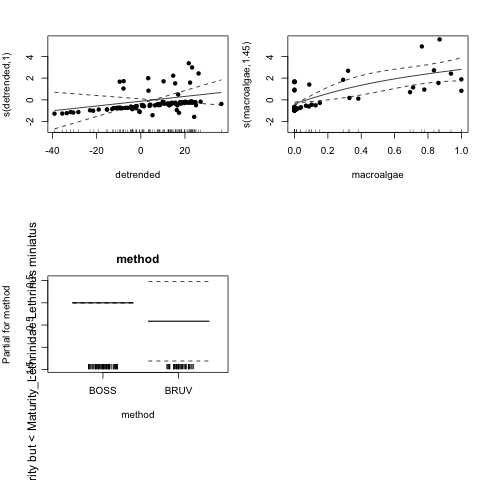 s(detrended,1)
4
2
0
-2
-40
-20
0
20
detrended
s(macroalgae,1.45)
4
2
0
-2
0.0
0.2
0.4
0.6
0.8
1.0
macroalgae
method
Partial for method
BOSS
BRUV
method
rity but < Maturity_Lethrinidae Lethrinus miniatus